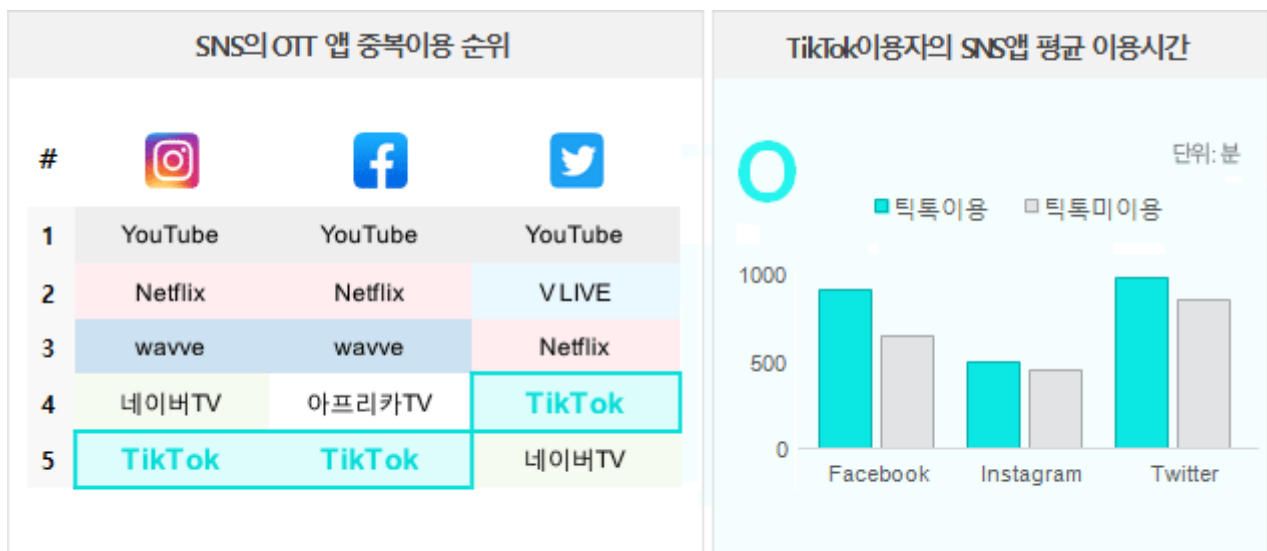 SNS의 OTT 앱 중복이용 순위
#
1 YouTube YouTube YouTube
2 Netflix Netflix V LIVE
3 wavve wavve Netflix
4 네이버TV 아프리카TV TikTok
5 TikTok TikTok 네이버TV
TikTok이용자의 SNS앱 평균 이용시간
O
단위: 분
틱톡이용 틱톡미이용
1000
500
0
Facebook Instagram Twitter